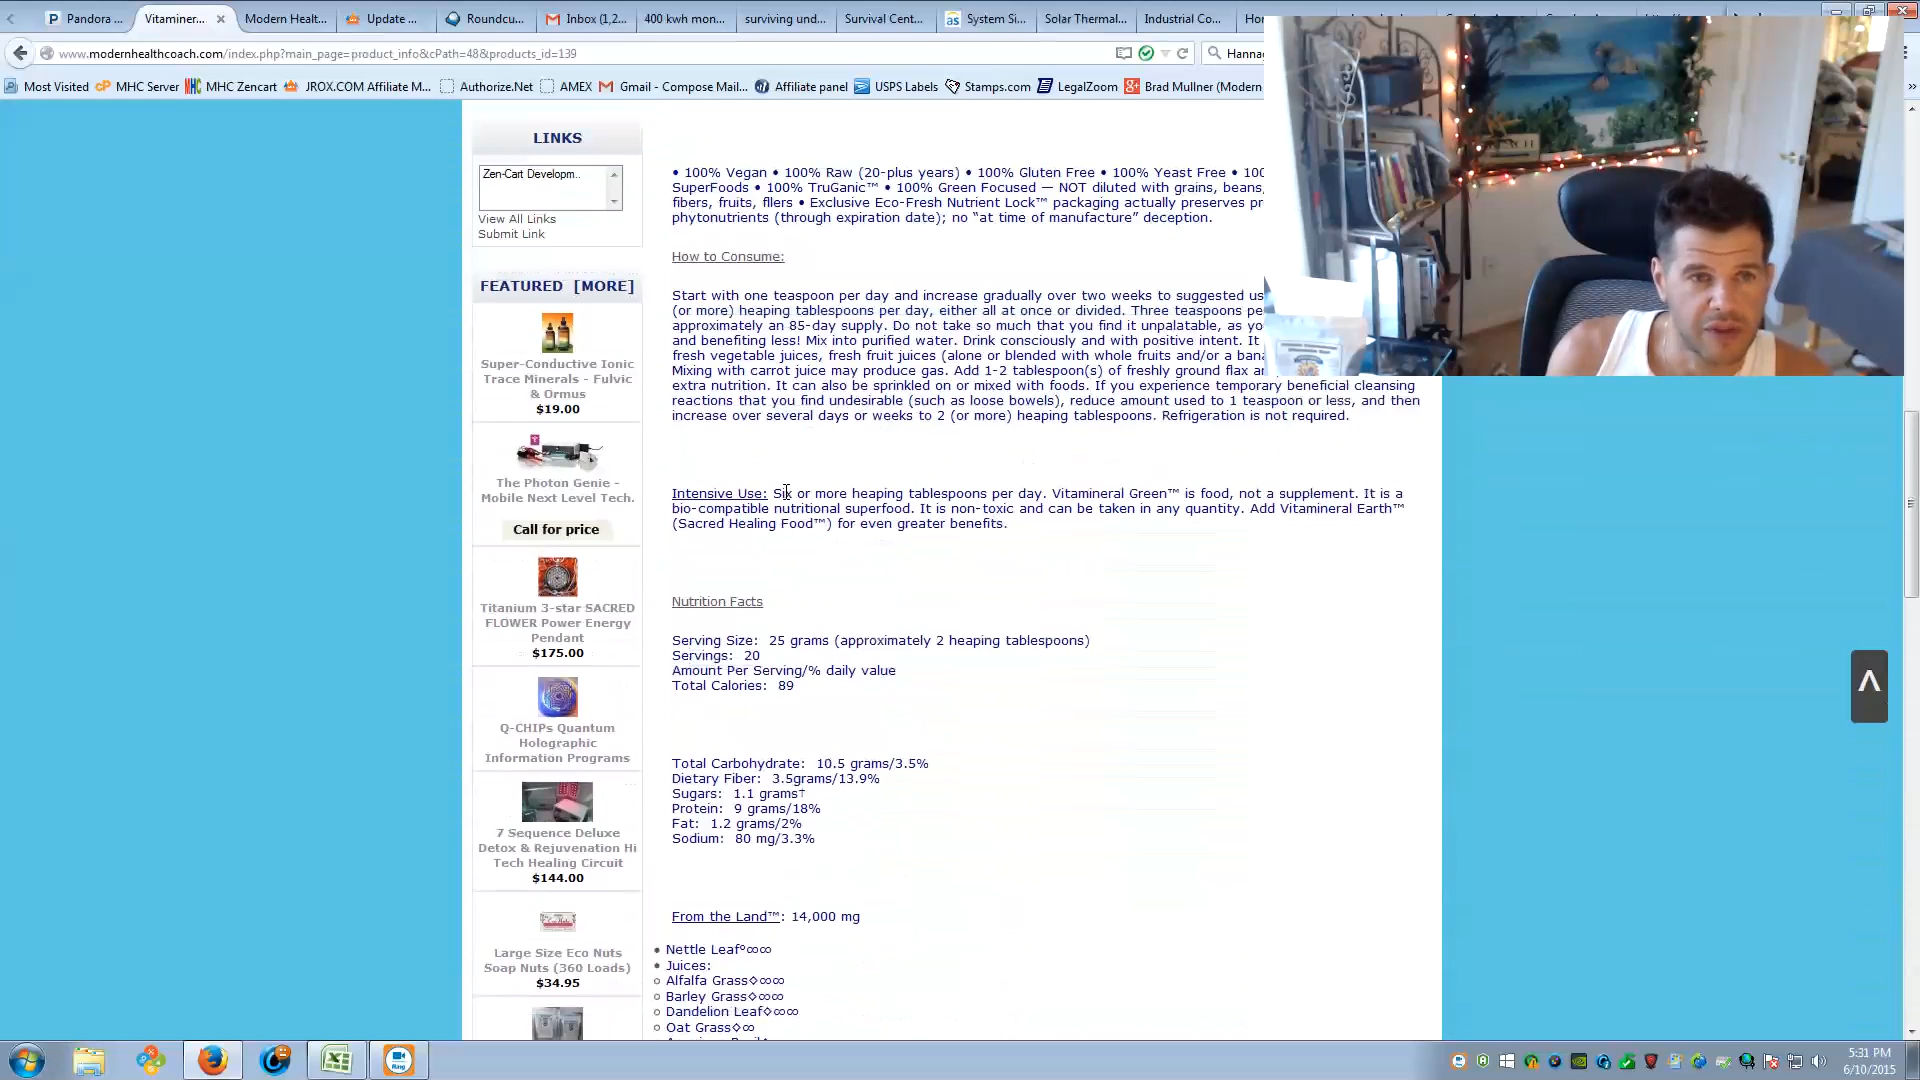 Pandora ...
Vitaminer...
Modern Healt...
Update ...
Roundcu...
Inbox (1,2...
400 kwh mon...
surviving und...
Survival Cent...
System Si...
Solar Thermal...
Industrial Co...
www.modernhealthcoach.com/index.php?main_page=product_info&cPath=48&products_id=139
Most Visited
MHC Server
MHC Zencart
JROX.COM Affiliate M...
Authorize.Net
AMEX
Gmail - Compose Mail...
Affiliate panel
USPS Labels
Stamps.com
LegalZoom
Brad Mullner (Modern
LINKS
Zen-Cart Developm..
View All Links
Submit Link
FEATURED [MORE]
Super-Conductive Ionic
Trace Minerals - Fulvic
& Ormus
$19.00
The Photon Genie -
Mobile Next Level Tech.
Call for price
Titanium 3-star SACRED
FLOWER Power Energy
Pendant
$175.00
Q-CHIPs Quantum
Holographic
Information Programs
7 Sequence Deluxe
Detox & Rejuvenation Hi
Tech Healing Circuit
$144.00
Large Size Eco Nuts
Soap Nuts (360 Loads)
$34.95
• 100% Vegan • 100% Raw (20-plus years) • 100% Gluten Free • 100% Yeast Free •
SuperFoods • 100% TruGanic™ • 100% Green Focused — NOT diluted with grains, beans,
fibers, fruits, fllers • Exclusive Eco-Fresh Nutrient Lock™ packaging actually preserves
phytonutrients (through expiration date); no “at time of manufacture” deception.
How to Consume:
Start with one teaspoon per day and increase gradually over two weeks to suggested
(or more) heaping tablespoons per day, either all at once or divided. Three teaspoons
approximately an 85-day supply. Do not take so much that you find it unpalatable, as
and benefiting less! Mix into purified water. Drink consciously and with positive intent. It
fresh vegetable juices, fresh fruit juices (alone or blended with whole fruits and/or a
Mixing with carrot juice may produce gas. Add 1-2 tablespoon(s) of freshly ground flax
extra nutrition. It can also be sprinkled on or mixed with foods. If you experience temporary beneficial cleansing
reactions that you find undesirable (such as loose bowels), reduce amount used to 1 teaspoon or less, and then
increase over several days or weeks to 2 (or more) heaping tablespoons. Refrigeration is not required.
Intensive Use: Six or more heaping tablespoons per day. Vitamineral Green™ is food, not a supplement. It is a
bio-compatible nutritional superfood. It is non-toxic and can be taken in any quantity. Add Vitamineral Earth™
(Sacred Healing Food™) for even greater benefits.
Nutrition Facts
Serving Size: 25 grams (approximately 2 heaping tablespoons)
Servings: 20
Amount Per Serving/% daily value
Total Calories: 89
Total Carbohydrate: 10.5 grams/3.5%
Dietary Fiber: 3.5grams/13.9%
Sugars: 1.1 grams†
Protein: 9 grams/18%
Fat: 1.2 grams/2%
Sodium: 80 mg/3.3%
From the Land™: 14,000 mg
• Nettle Leaf°∞∞
• Juices:
○ Alfalfa Grass◇∞∞
○ Barley Grass◇∞∞
○ Dandelion Leaf◇∞∞
○ Oat Grass◇∞
5:31 PM
6/10/2015